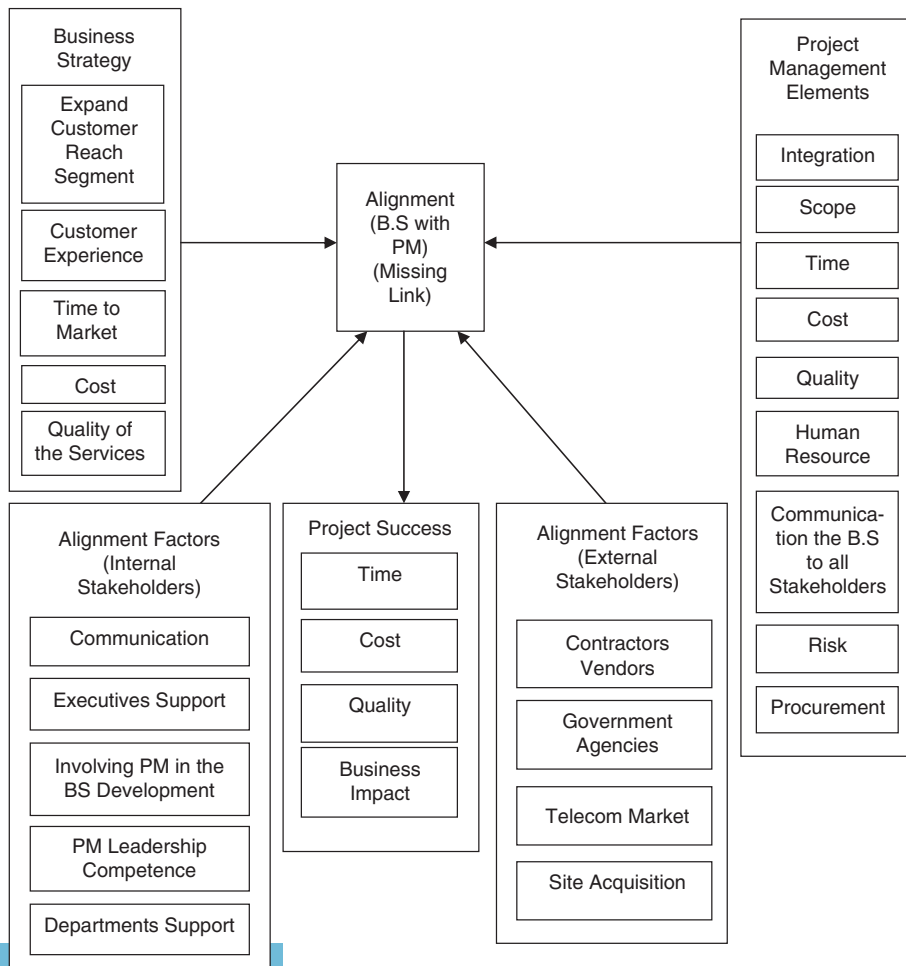 Business
Strategy
Expand
Customer
Reach
Segment
Customer
Experience
Time to
Market
Cost
Quality of
the Services
Alignment
(B.S with
PM)
(Missing
Link)
Project
Management
Elements
Integration
Scope
Time
Cost
Quality
Human
Resource
Communica-
tion the B.S
to all
Stakeholders
Risk
Procurement
Alignment Factors
(Internal
Stakeholders)
Communication
Executives Support
Involving PM in the
BS Development
PM Leadership
Competence
Departments Support
Project Success
Time
Cost
Quality
Business
Impact
Alignment Factors
(External
Stakeholders)
Contractors
Vendors
Government
Agencies
Telecom Market
Site Acquisition